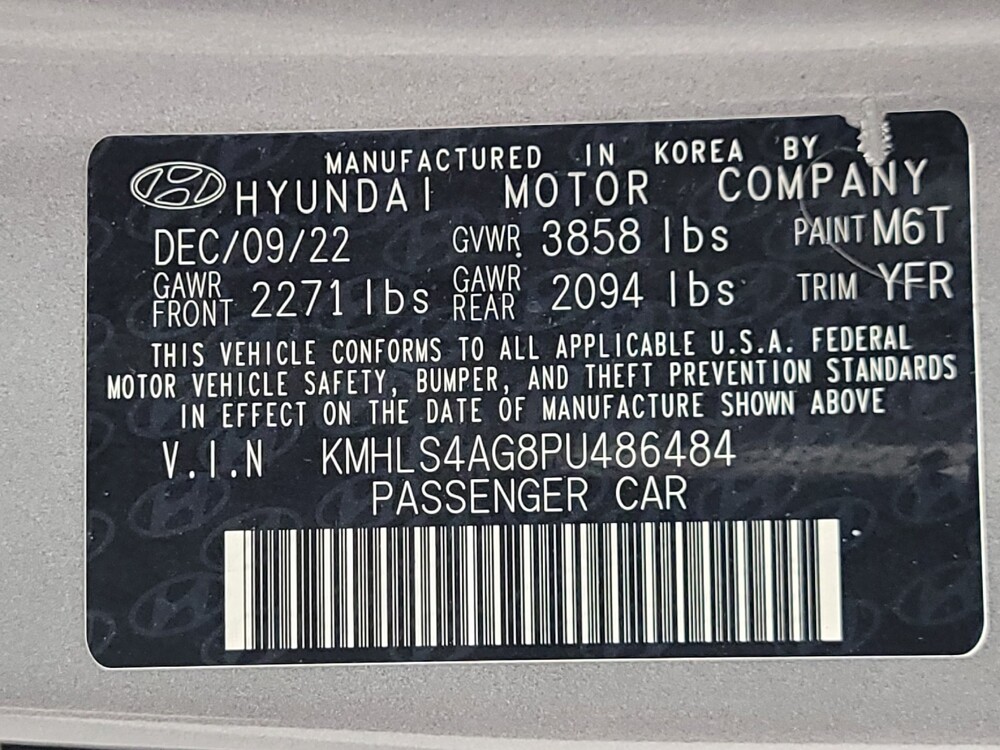 MANUFACTURED IN KOREA BY
HYUNDAI MOTOR COMPANY
DEC/09/22 GVWR 3858 lbs PAINT M6T
GAWR FRONT 2271 lbs GAWR REAR 2094 lbs TRIM YFR
THIS VEHICLE CONFORMS TO ALL APPLICABLE U.S.A. FEDERAL
MOTOR VEHICLE SAFETY, BUMPER, AND THEFT PREVENTION STANDARDS
IN EFFECT ON THE DATE OF MANUFACTURE SHOWN ABOVE
V.I.N KMHLS4AG8PU486484
PASSENGER CAR